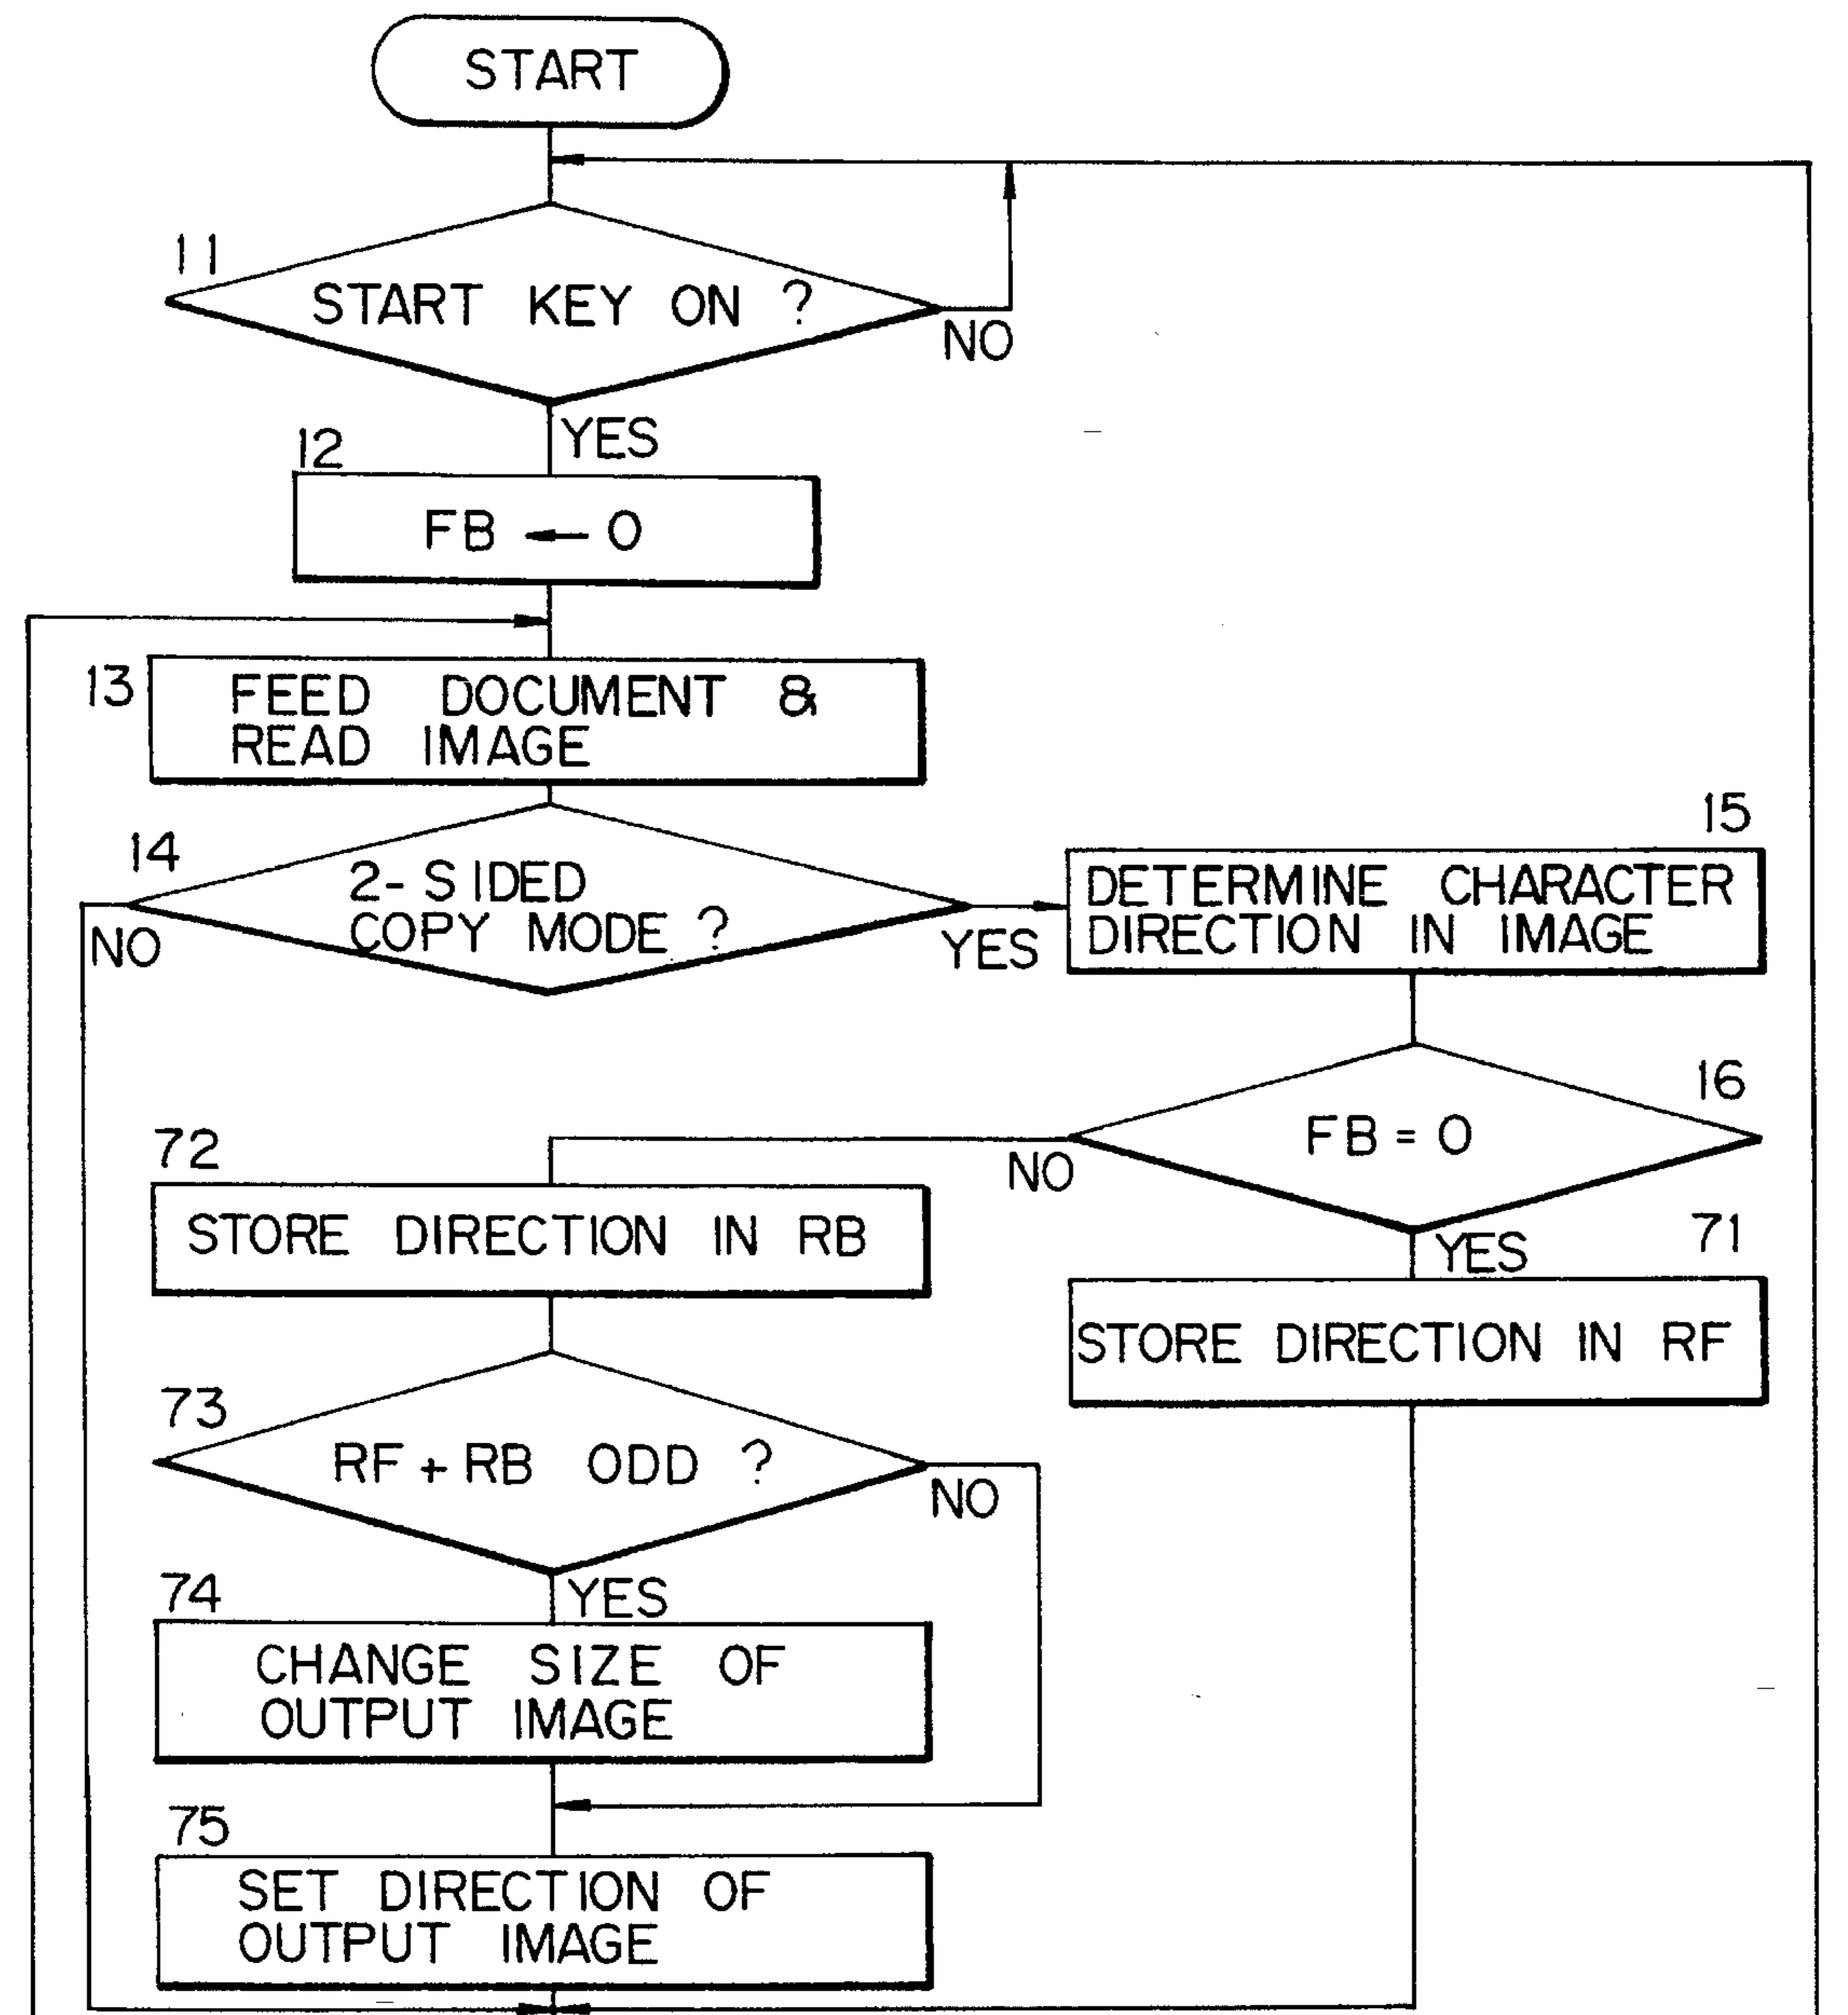 START
11
START KEY ON ?
NO
YES
12
FB ← 0
13
FEED DOCUMENT &
READ IMAGE
14
2-SIDED
COPY MODE ?
NO
YES
15
DETERMINE CHARACTER
DIRECTION IN IMAGE
16
FB = 0
NO
YES
72
STORE DIRECTION IN RB
71
STORE DIRECTION IN RF
73
RF + RB ODD ?
NO
YES
74
CHANGE SIZE OF
OUTPUT IMAGE
75
SET DIRECTION OF
OUTPUT IMAGE